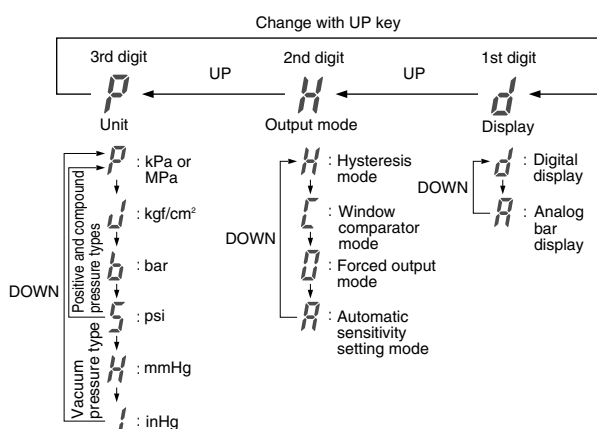 Change with UP key
3rd digit
2nd digit
1st digit
UP
UP
P
H
d
Unit
Output mode
Display
DOWN
Positive and compound
pressure types
Vacuum
pressure type
P : kPa or
MPa
J : kgf/cm²
b : bar
5 : psi
H : mmHg
I : inHg
DOWN
H : Hysteresis
mode
C : Window
comparator
mode
0 : Forced output
mode
A : Automatic
sensitivity
setting mode
DOWN
d : Digital
display
A : Analog
bar display